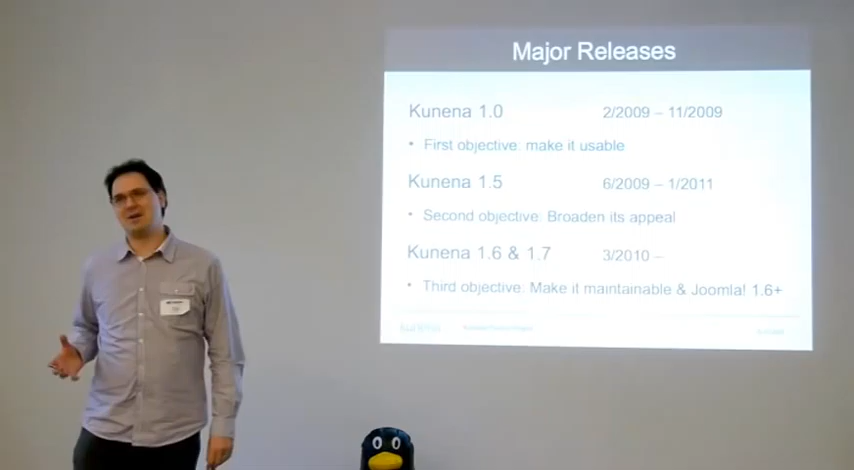 Major Releases
Kunena 1.0 2/2009 – 11/2009
• First objective: make it usable
Kunena 1.5 6/2009 – 1/2011
• Second objective: Broaden its appeal
Kunena 1.6 & 1.7 3/2010 –
• Third objective: Make it maintainable & Joomla! 1.6+